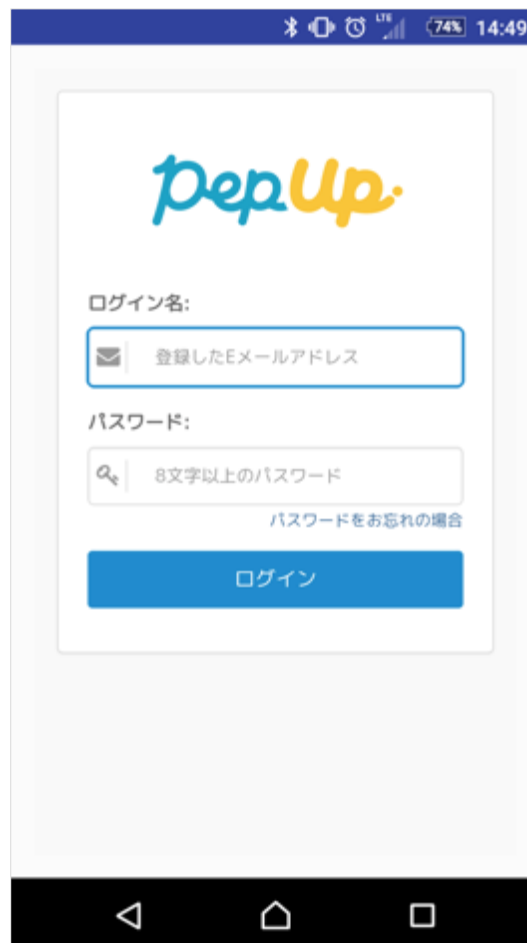 LTE 74% 14:49
PepUp
ログイン名:
登録したEメールアドレス
パスワード:
8文字以上のパスワード
パスワードをお忘れの場合
ログイン